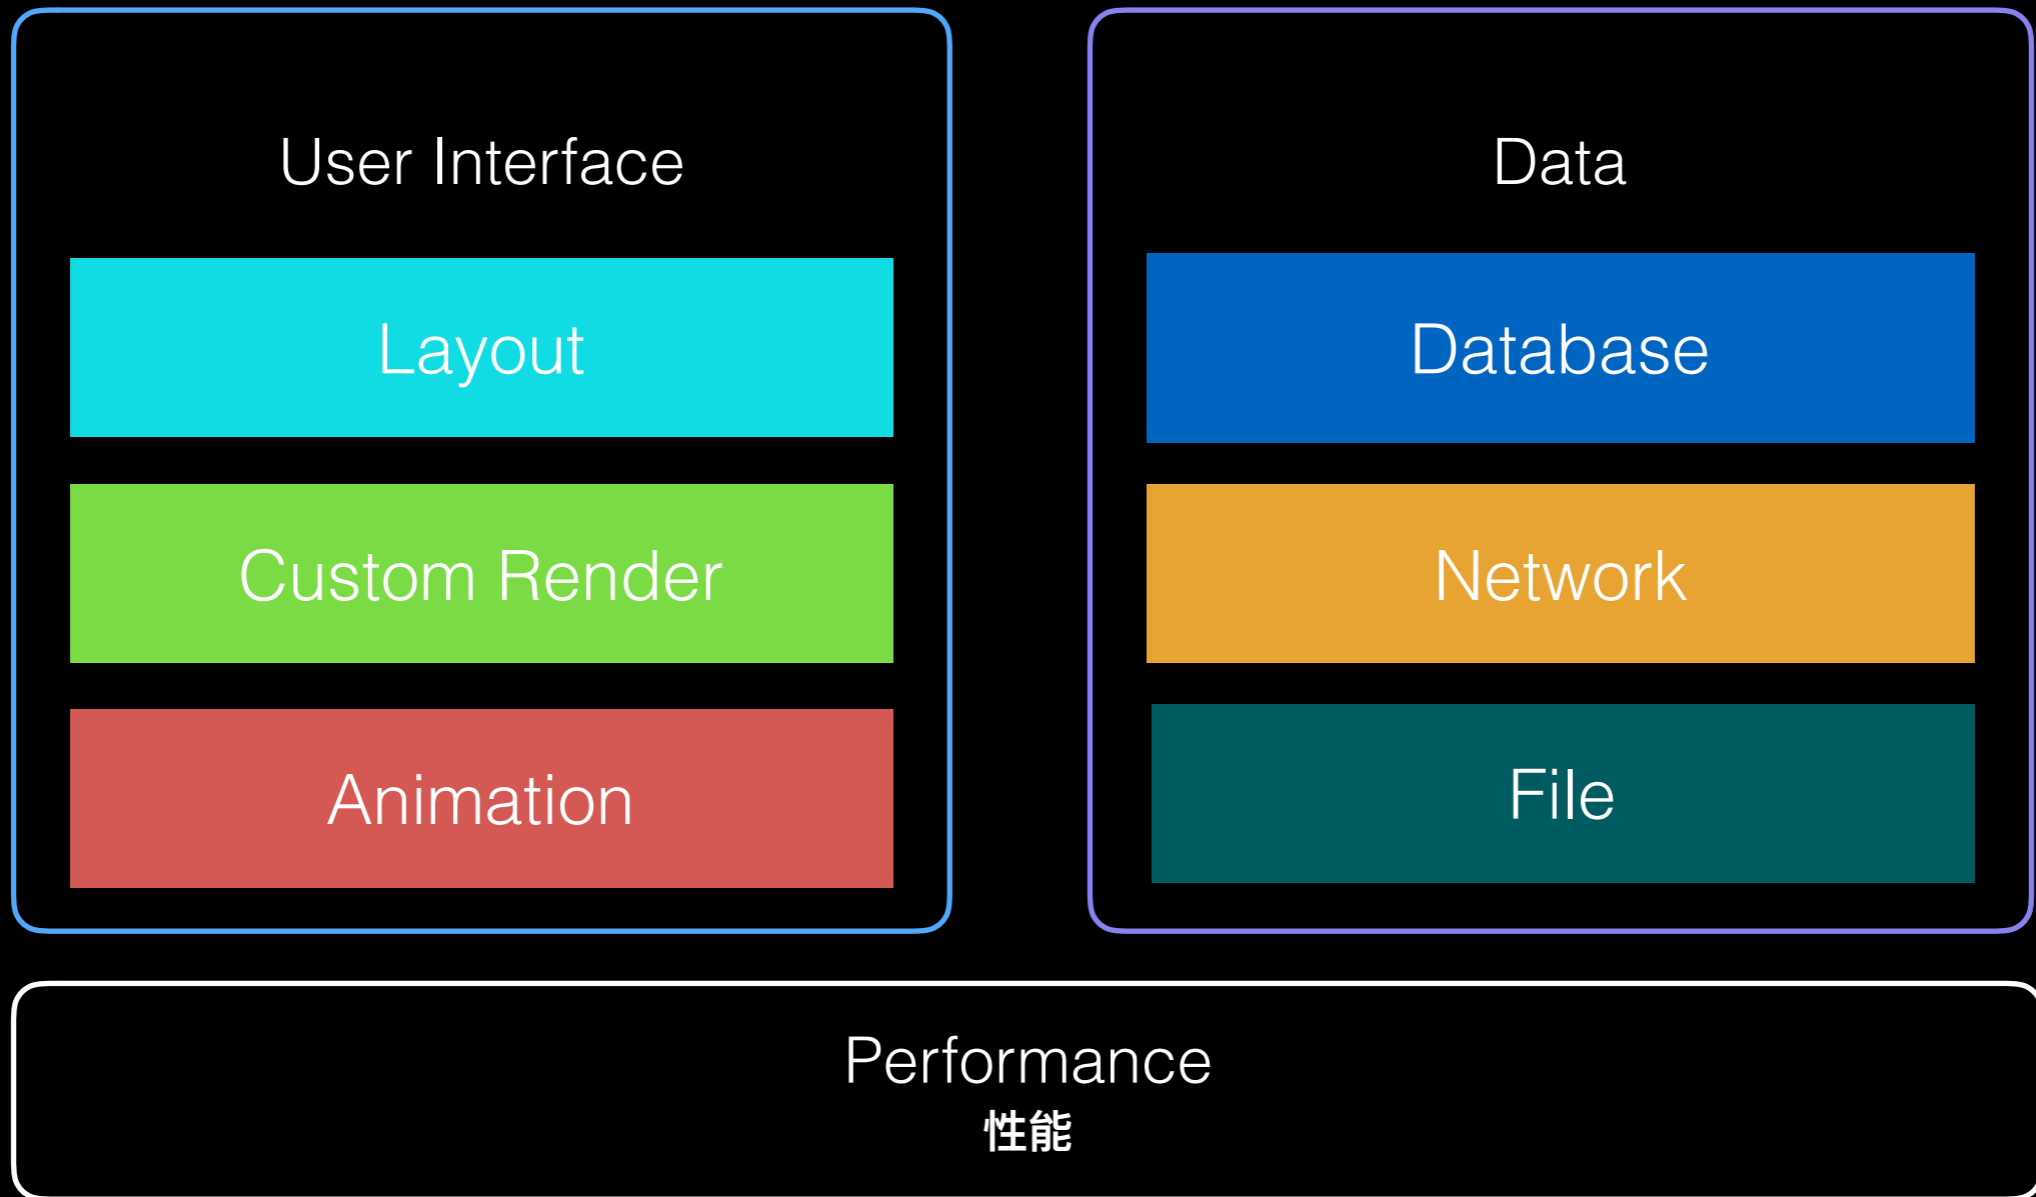 User Interface
Layout
Custom Render
Animation
Data
Database
Network
File
Performance
性能